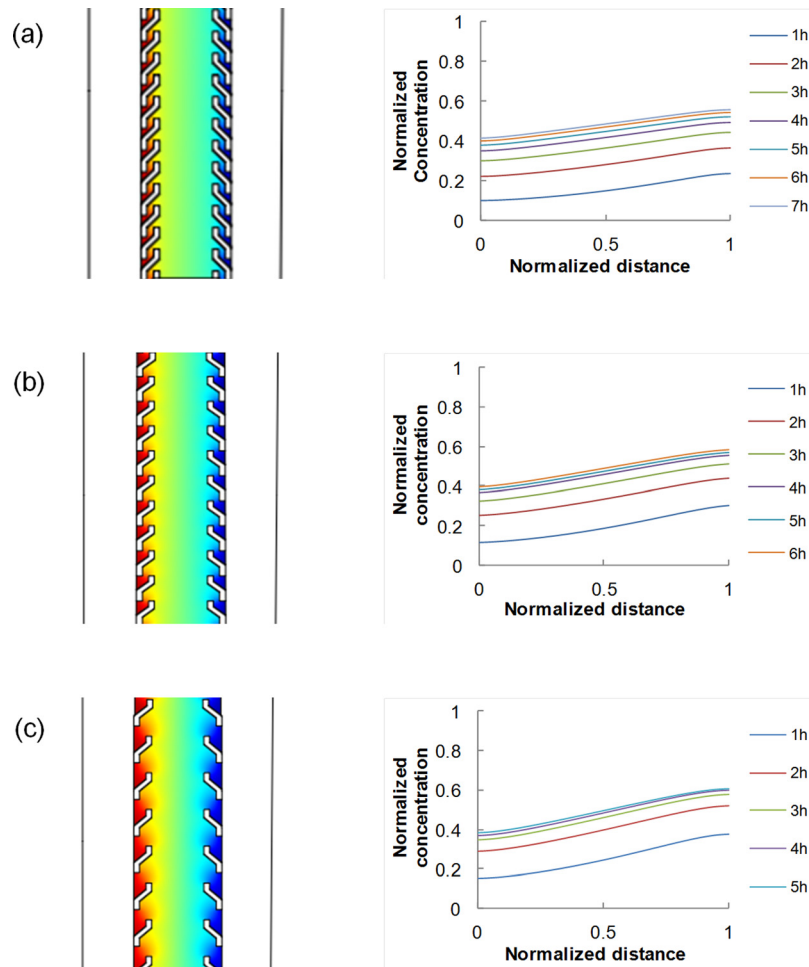 (a)
Normalized
Concentration
1
0.8
0.6
0.4
0.2
0
0
0.5
1
Normalized distance
1h
2h
3h
4h
5h
6h
7h
(b)
Normalized
concentration
1
0.8
0.6
0.4
0.2
0
0
0.5
1
Normalized distance
1h
2h
3h
4h
5h
6h
(c)
Normalized
concentration
1
0.8
0.6
0.4
0.2
0
0
0.5
1
Normalized distance
1h
2h
3h
4h
5h